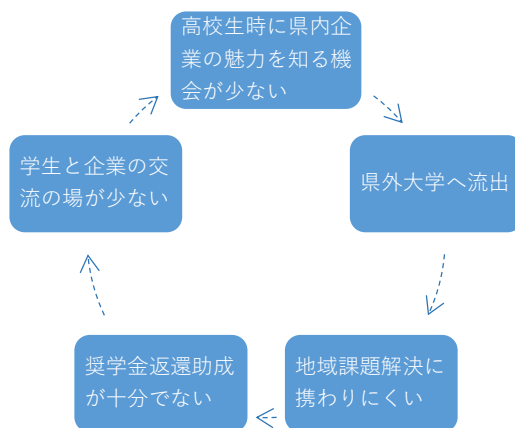 高校生時に県内企
業の魅力を知る機
会が少ない
県外大学へ流出
地域課題解決に
携わりにくい
奨学金返還助成
が十分でない
学生と企業の交
流の場が少ない